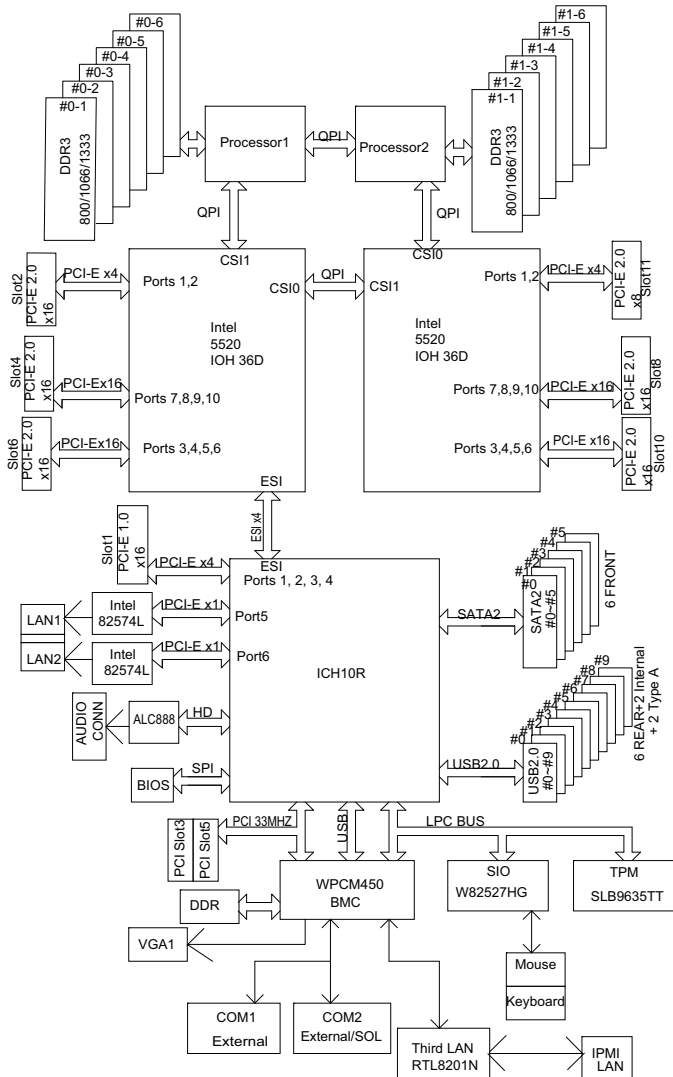 #0-6
#0-5
#0-4
#0-3
#0-2
#0-1
DDR3
800/1066/1333
#1-6
#1-5
#1-4
#1-3
#1-2
#1-1
DDR3
800/1066/1333
Processor1
QPI
Processor2
QPI
QPI
CSI1
CSI0
Ports 1,2
Intel
5520
IOH 36D
Ports 7,8,9,10
Ports 3,4,5,6
ESI
QPI
CSI0
CSI1
Ports 1,2
Intel
5520
IOH 36D
Ports 7,8,9,10
Ports 3,4,5,6
Slot2
PCI-E 2.0
x16
PCI-E x4
Slot4
PCI-E 2.0
x16
PCI-Ex16
Slot6
PCI-E 2.0
x16
PCI-Ex16
PCI-E x4
PCI-E 2.0
x8
Slot11
PCI-E x16
PCI-E 2.0
x16
Slot8
PCI-E x16
PCI-E 2.0
x16
Slot10
ESI x4
Slot1
PCI-E 1.0
x16
PCI-E x4
ESI
Ports 1, 2, 3, 4
LAN1
Intel
82574L
PCI-E x1
Port5
LAN2
Intel
82574L
PCI-E x1
Port6
ICH10R
AUDIO
CONN
ALC888
HD
BIOS
SPI
SATA2
#5
#4
#3
#2
#1
#0
SATA2
#0~#5
6 FRONT
USB2.0
#9
#8
#7
#6
#5
#4
#3
#2
#1
#0
USB2.0
#0~#9
6 REAR+2 Internal
+ 2 Type A
PCI Slot3
PCI Slot5
PCI 33MHZ
USB
LPC BUS
WPCM450
BMC
SIO
W82527HG
TPM
SLB9635TT
DDR
VGA1
Mouse
Keyboard
COM1
External
COM2
External/SOL
Third LAN
RTL8201N
IPMI
LAN